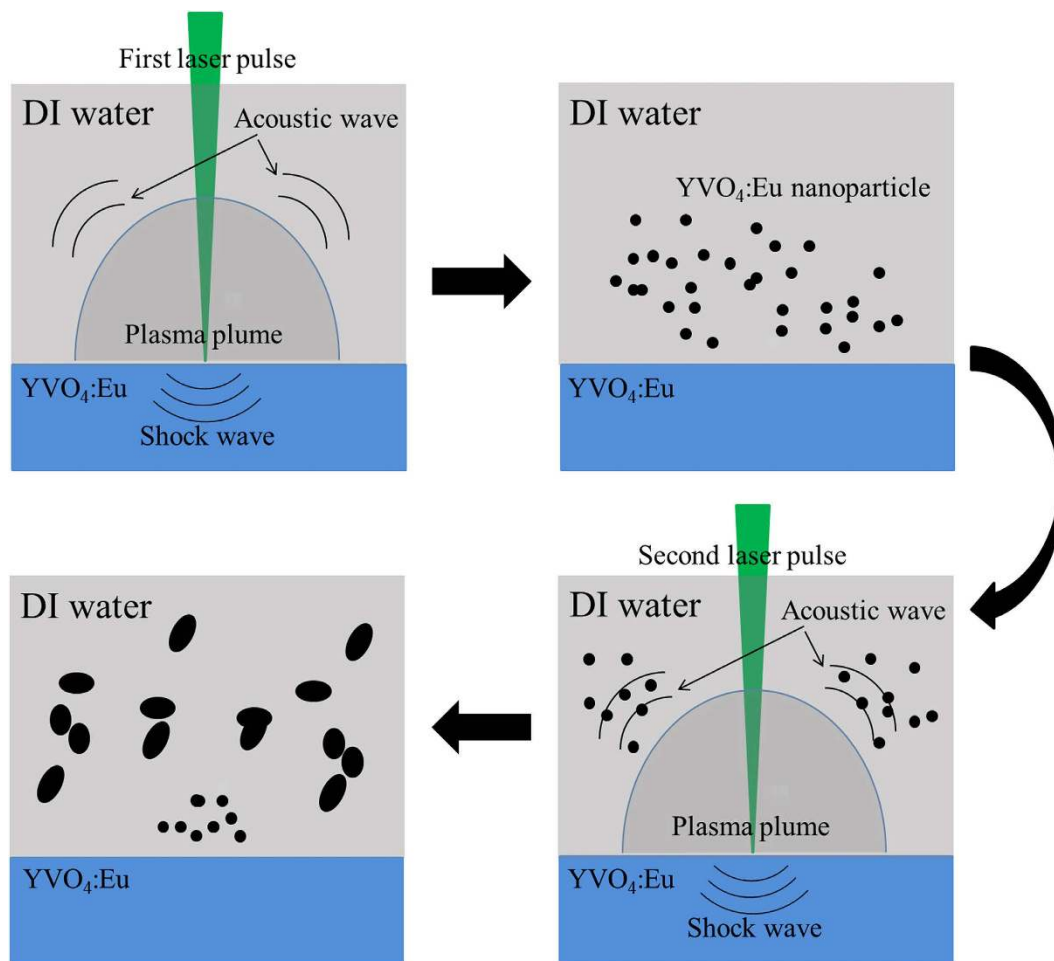 First laser pulse
DI water
Acoustic wave
Plasma plume
YVO₄:Eu
Shock wave
DI water
YVO₄:Eu nanoparticle
YVO₄:Eu
Second laser pulse
DI water
Acoustic wave
Plasma plume
YVO₄:Eu
Shock wave
DI water
YVO₄:Eu